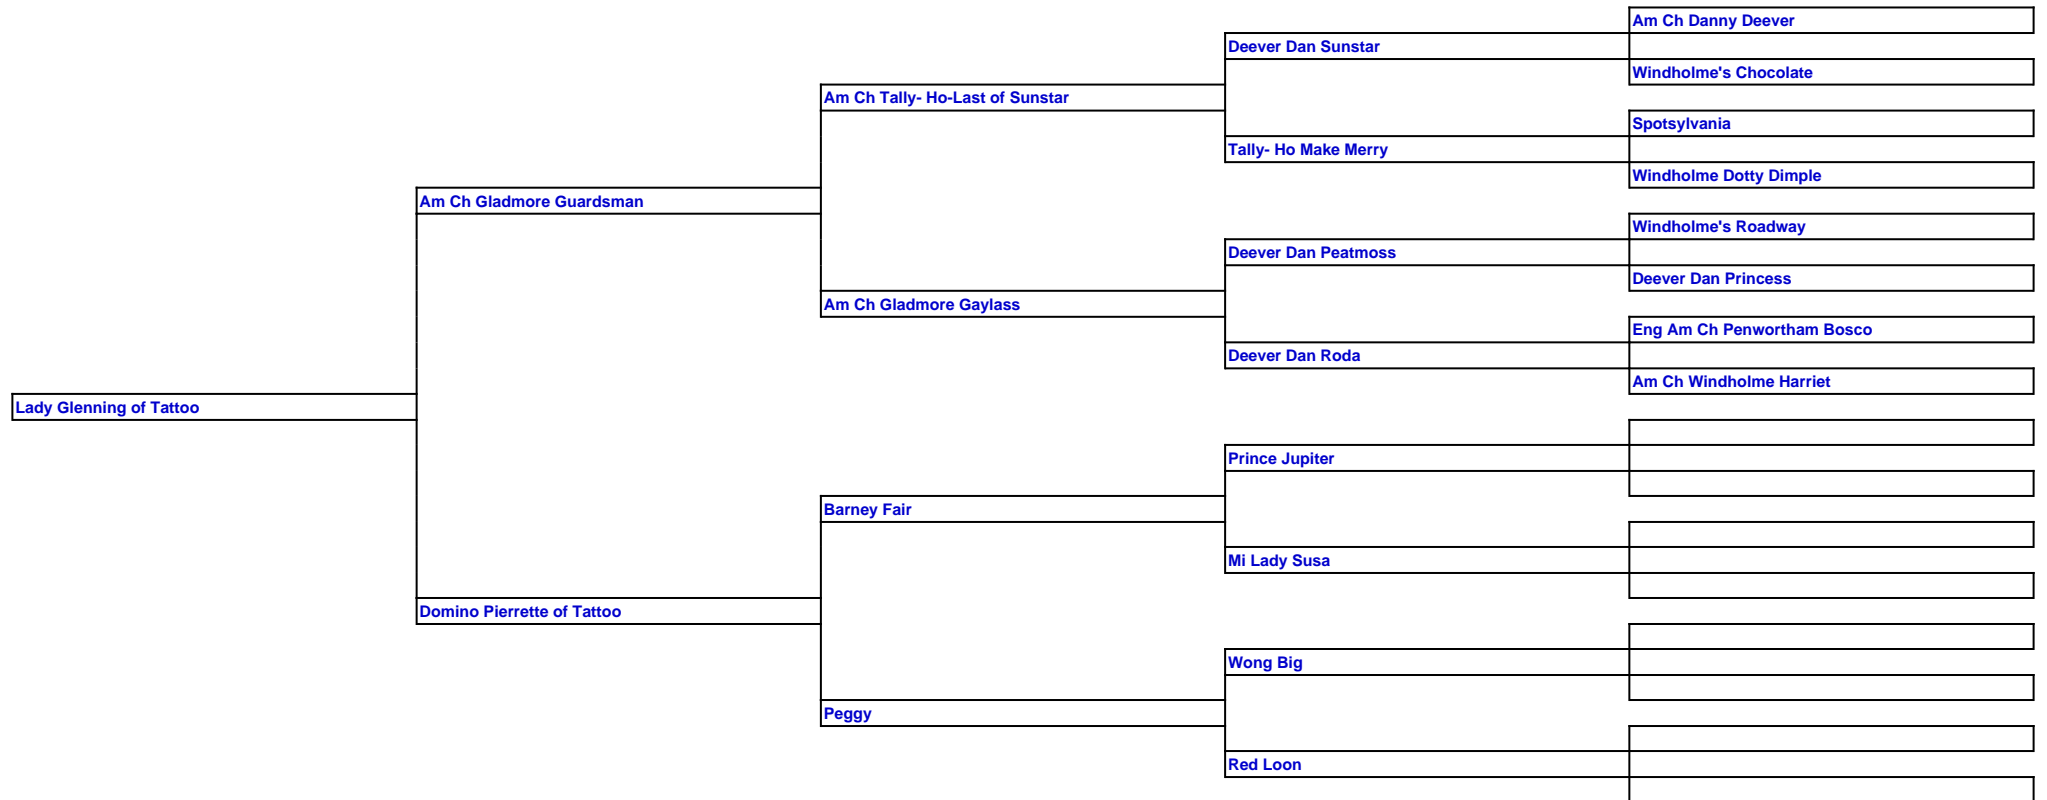 Am Ch Danny Deever
Deever Dan Sunstar
Windholme's Chocolate
Am Ch Tally- Ho-Last of Sunstar
Spotsylvania
Tally- Ho Make Merry
Windholme Dotty Dimple
Am Ch Gladmore Guardsman
Windholme's Roadway
Deever Dan Peatmoss
Deever Dan Princess
Am Ch Gladmore Gaylass
Eng Am Ch Penwortham Bosco
Deever Dan Roda
Am Ch Windholme Harriet
Lady Glenning of Tattoo
Prince Jupiter
Barney Fair
Mi Lady Susa
Domino Pierrette of Tattoo
Wong Big
Peggy
Red Loon